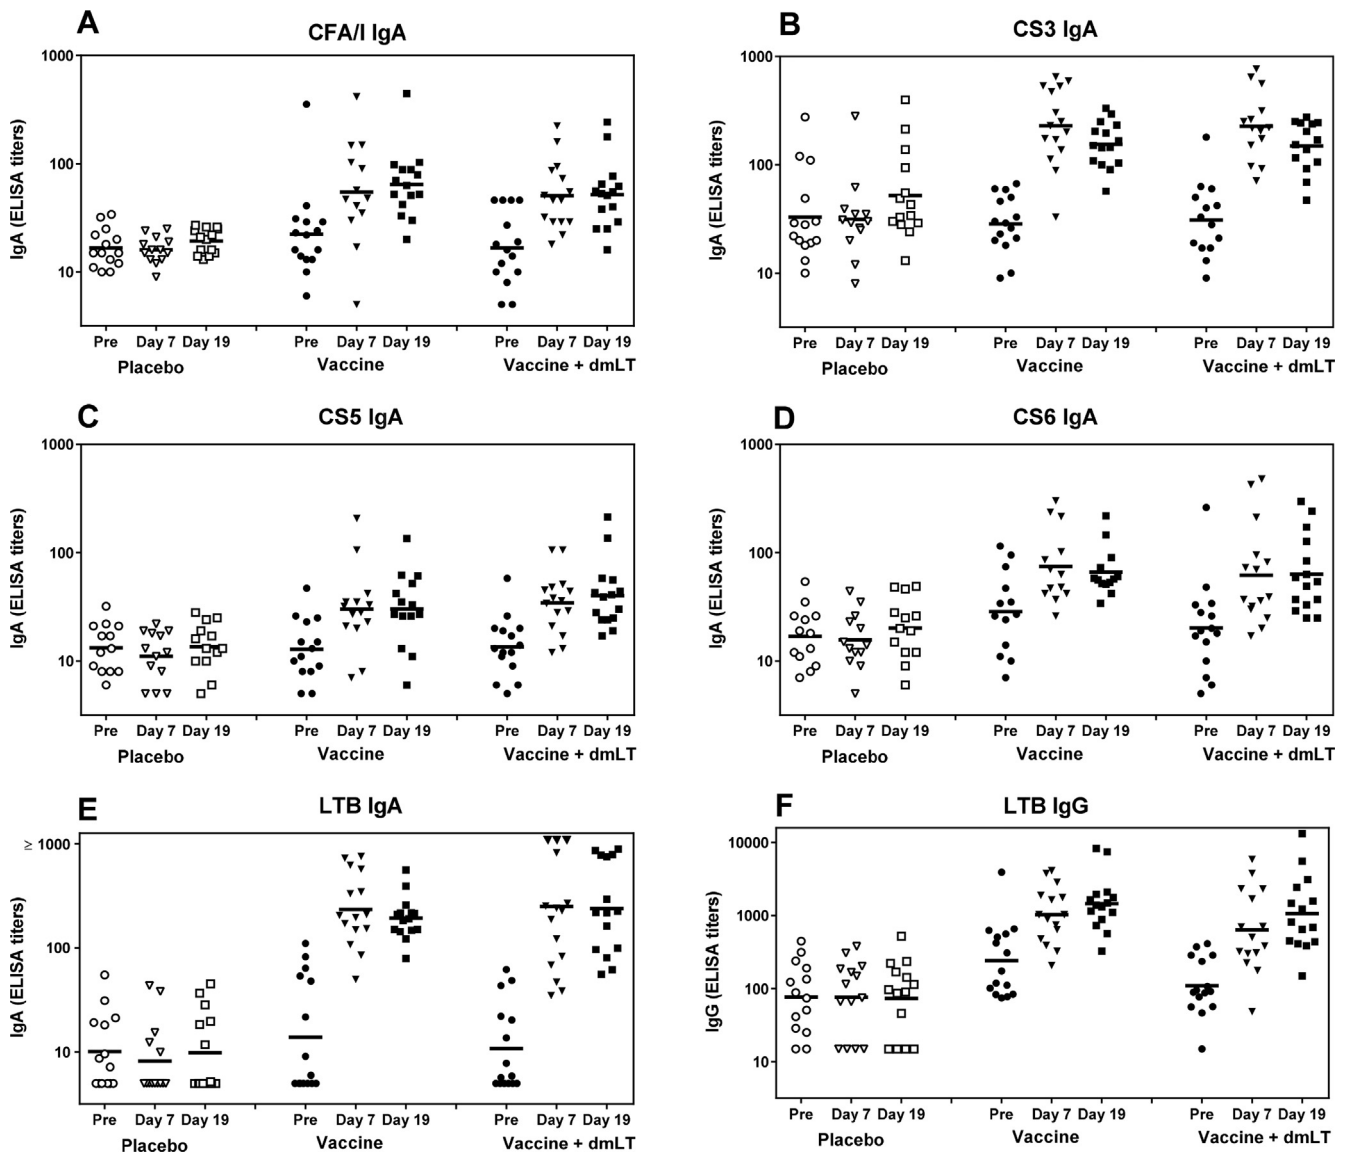 A
CFA/I IgA
IgA (ELISA titers)
1000
100
10
Pre Day 7 Day 19 Pre Day 7 Day 19 Pre Day 7 Day 19
Placebo Vaccine Vaccine + dmLT
B
CS3 IgA
IgA (ELISA titers)
1000
100
10
Pre Day 7 Day 19 Pre Day 7 Day 19 Pre Day 7 Day 19
Placebo Vaccine Vaccine + dmLT
C
CS5 IgA
IgA (ELISA titers)
1000
100
10
Pre Day 7 Day 19 Pre Day 7 Day 19 Pre Day 7 Day 19
Placebo Vaccine Vaccine + dmLT
D
CS6 IgA
IgA (ELISA titers)
1000
100
10
Pre Day 7 Day 19 Pre Day 7 Day 19 Pre Day 7 Day 19
Placebo Vaccine Vaccine + dmLT
E
LTB IgA
IgA (ELISA titers)
≥ 1000
100
10
Pre Day 7 Day 19 Pre Day 7 Day 19 Pre Day 7 Day 19
Placebo Vaccine Vaccine + dmLT
F
LTB IgG
IgG (ELISA titers)
10000
1000
100
10
Pre Day 7 Day 19 Pre Day 7 Day 19 Pre Day 7 Day 19
Placebo Vaccine Vaccine + dmLT